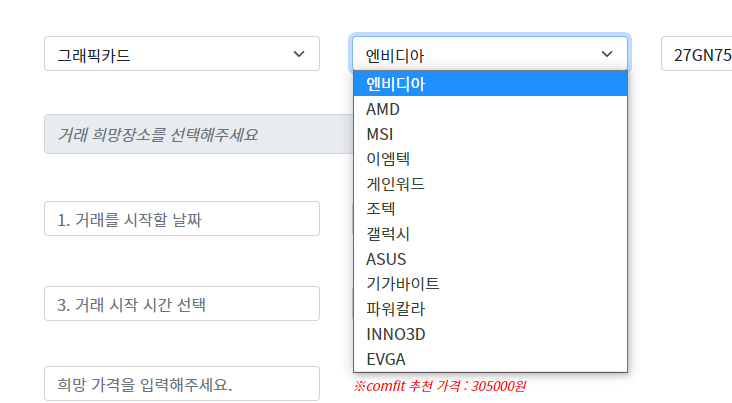 그래픽카드
엔비디아
27GN75
엔비디아
AMD
MSI
이엠텍
게인워드
조텍
갤럭시
ASUS
기가바이트
파워칼라
INNO3D
EVGA
거래 희망장소를 선택해주세요
1. 거래를 시작할 날짜
3. 거래 시작 시간 선택
희망 가격을 입력해주세요.
※comfit 추천 가격 : 305000원